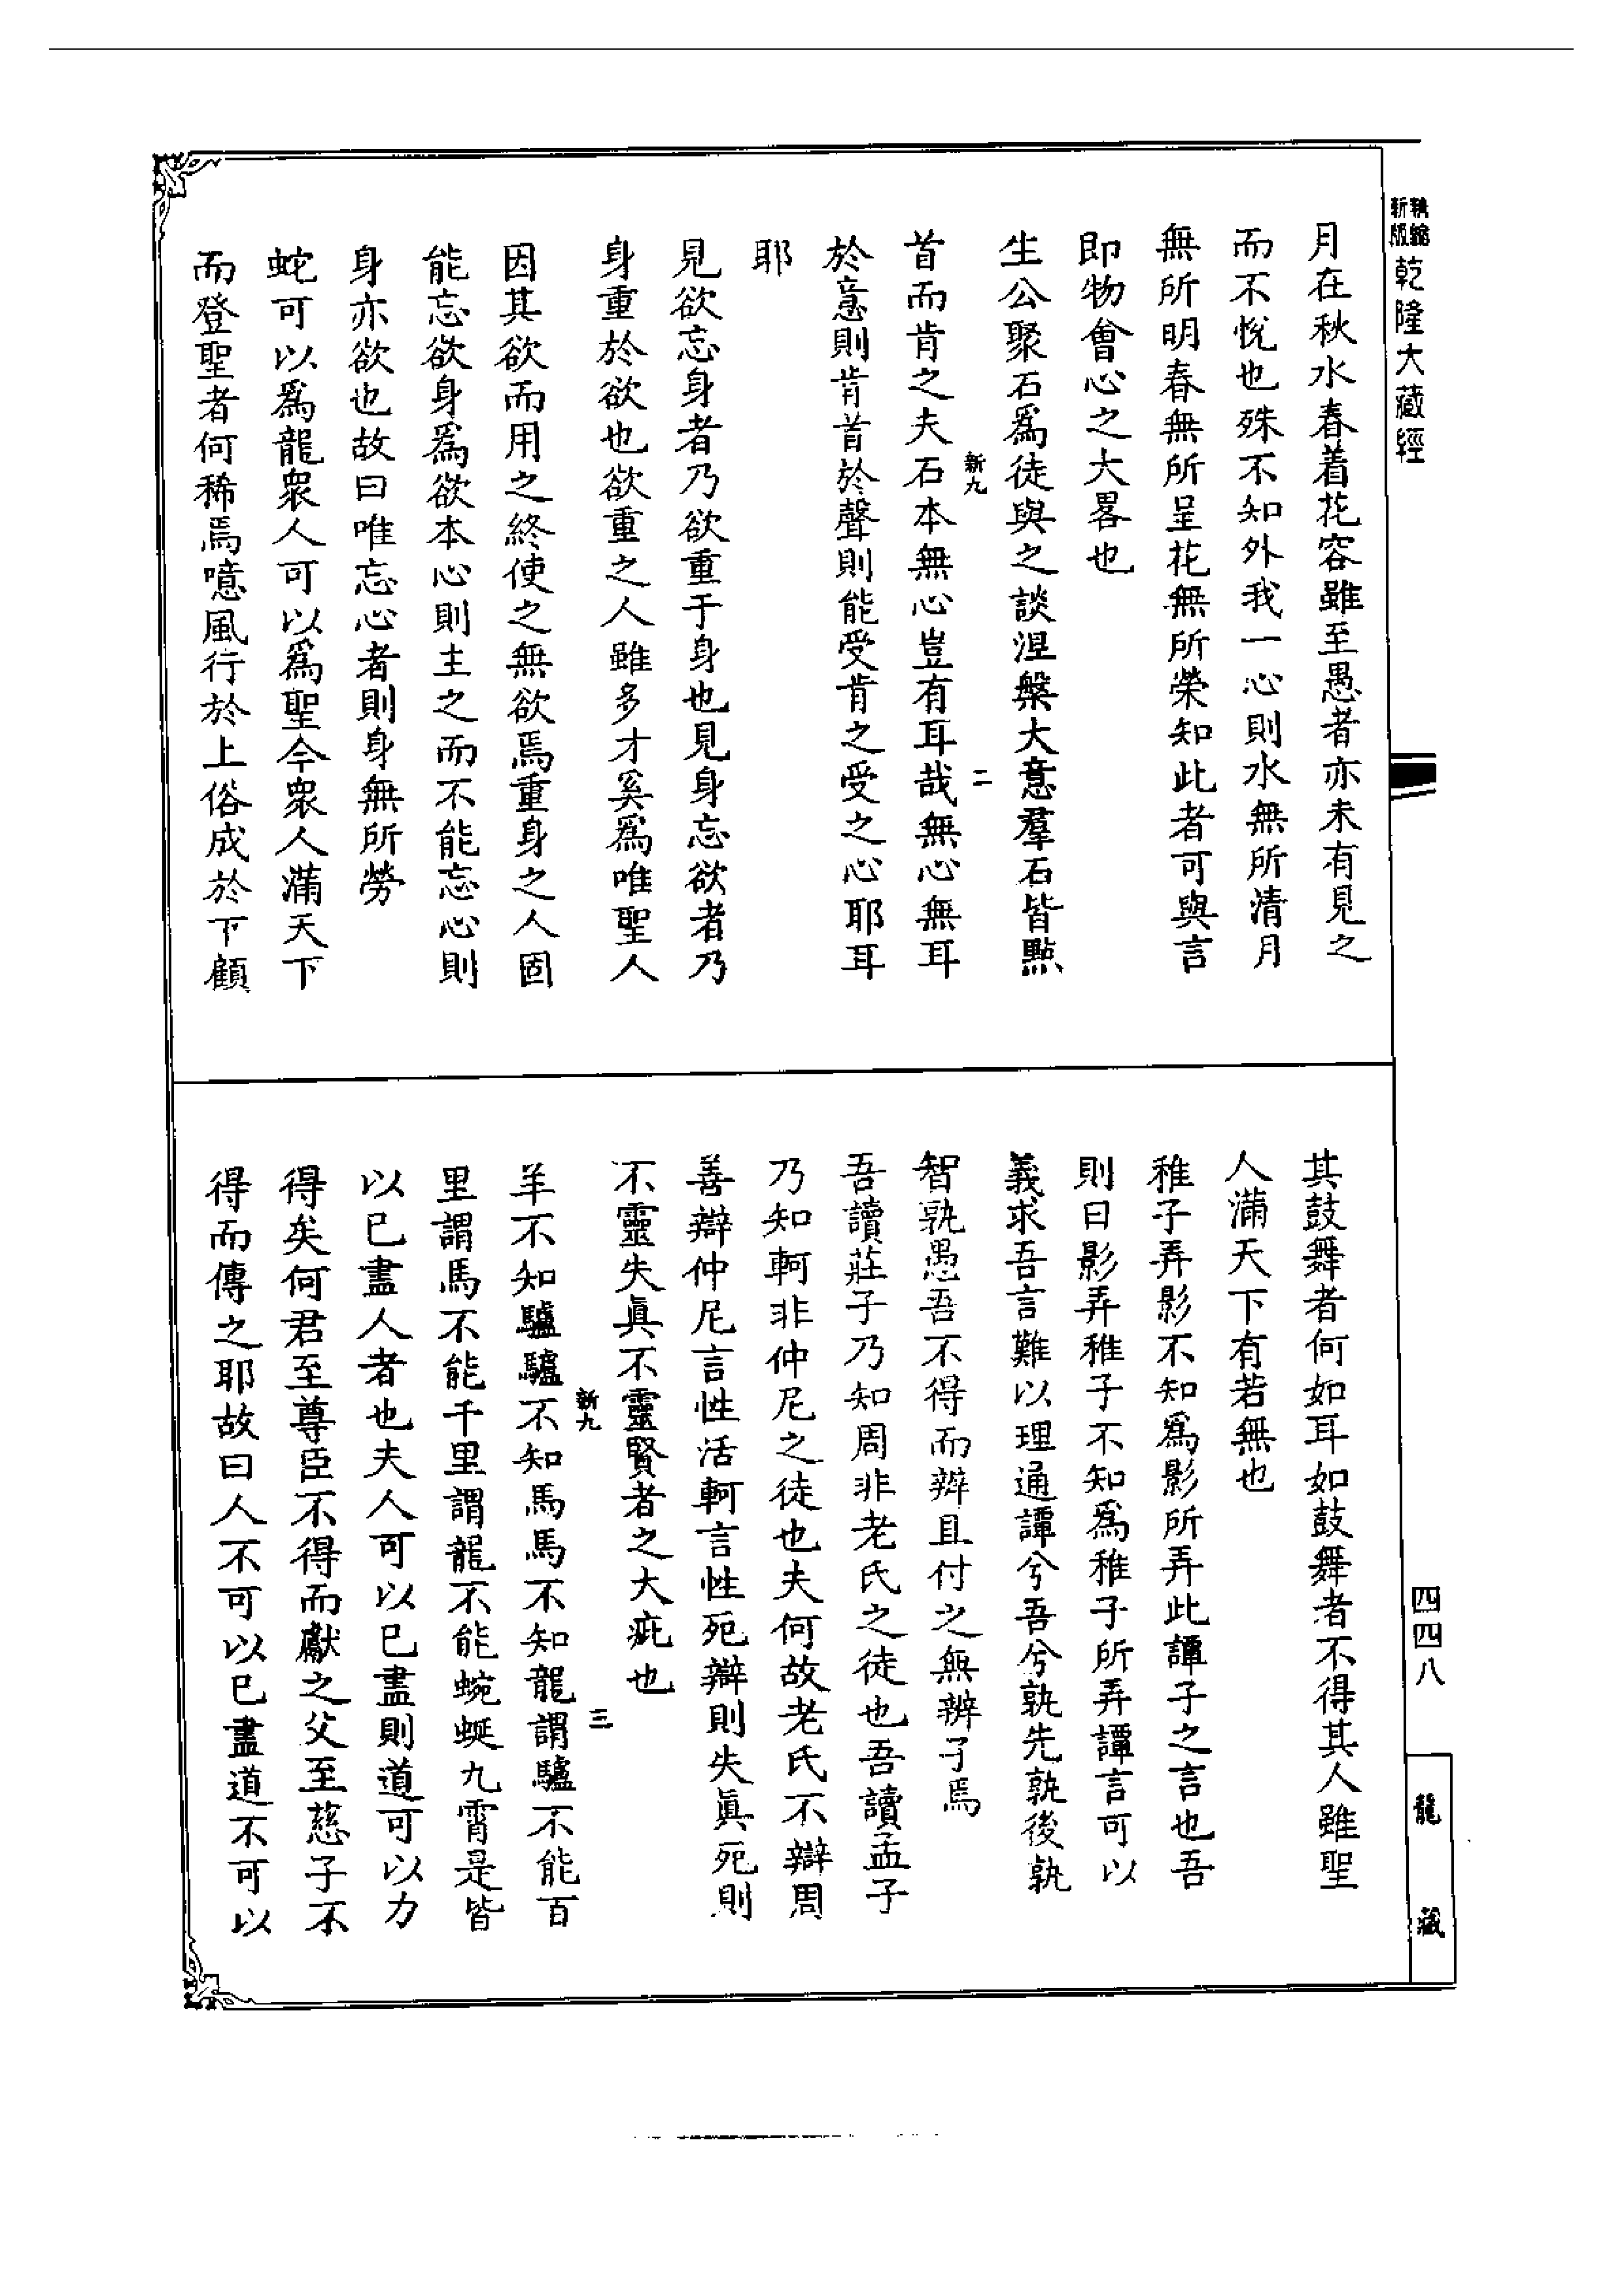 新版
乾隆大藏經
月在秋水春着花容雖至愚者亦未有見之
而不悅也殊不知外我一心則水無所清月
無所明春無所呈花無所榮知此者可與言
即物會心之大畧也
生公聚石爲徒與之談涅槃大意羣石皆點
首而肯之夫石本無心豈有耳哉無心無耳
新九
二
於意則肯首於聲則能受肯之受之心耶耳
耶
見欲忘身者乃欲重于身也見身忘欲者乃
身重於欲也欲重之人雖多才奚爲唯聖人
因其欲而用之終使之無欲焉重身之人固
能忘欲身爲欲本心則主之而不能忘心則
身亦欲也故曰唯忘心者則身無所勞
蛇可以爲龍衆人可以爲聖今衆人滿天下
而登聖者何稀焉噫風行於上俗成於下顧
其鼓舞者何如耳如鼓舞者不得其人雖聖
人滿天下有若無也
稚子弄影不知爲影所弄此譚子之言也吾
則曰影弄稚子不知爲稚子所弄譚言可以
義求吾言難以理通譚兮吾兮孰先孰後孰
智孰愚吾不得而辨且付之無辨子焉
吾讀莊子乃知周非老氏之徒也吾讀孟子
乃知軻非仲尼之徒也夫何故老氏不辯周
善辯仲尼言性活軻言性死辯則失眞死則
不靈失眞不靈賢者之大疵也
新九
三
羊不知驢驢不知馬馬不知龍謂驢不能百
里謂馬不能千里謂龍不能蜿蜒九霄是皆
以已盡人者也夫人可以已盡則道可以力
得矣何君至尊臣不得而獻之父至慈子不
得而傳之耶故曰人不可以已盡道不可以
四四八
龍藏